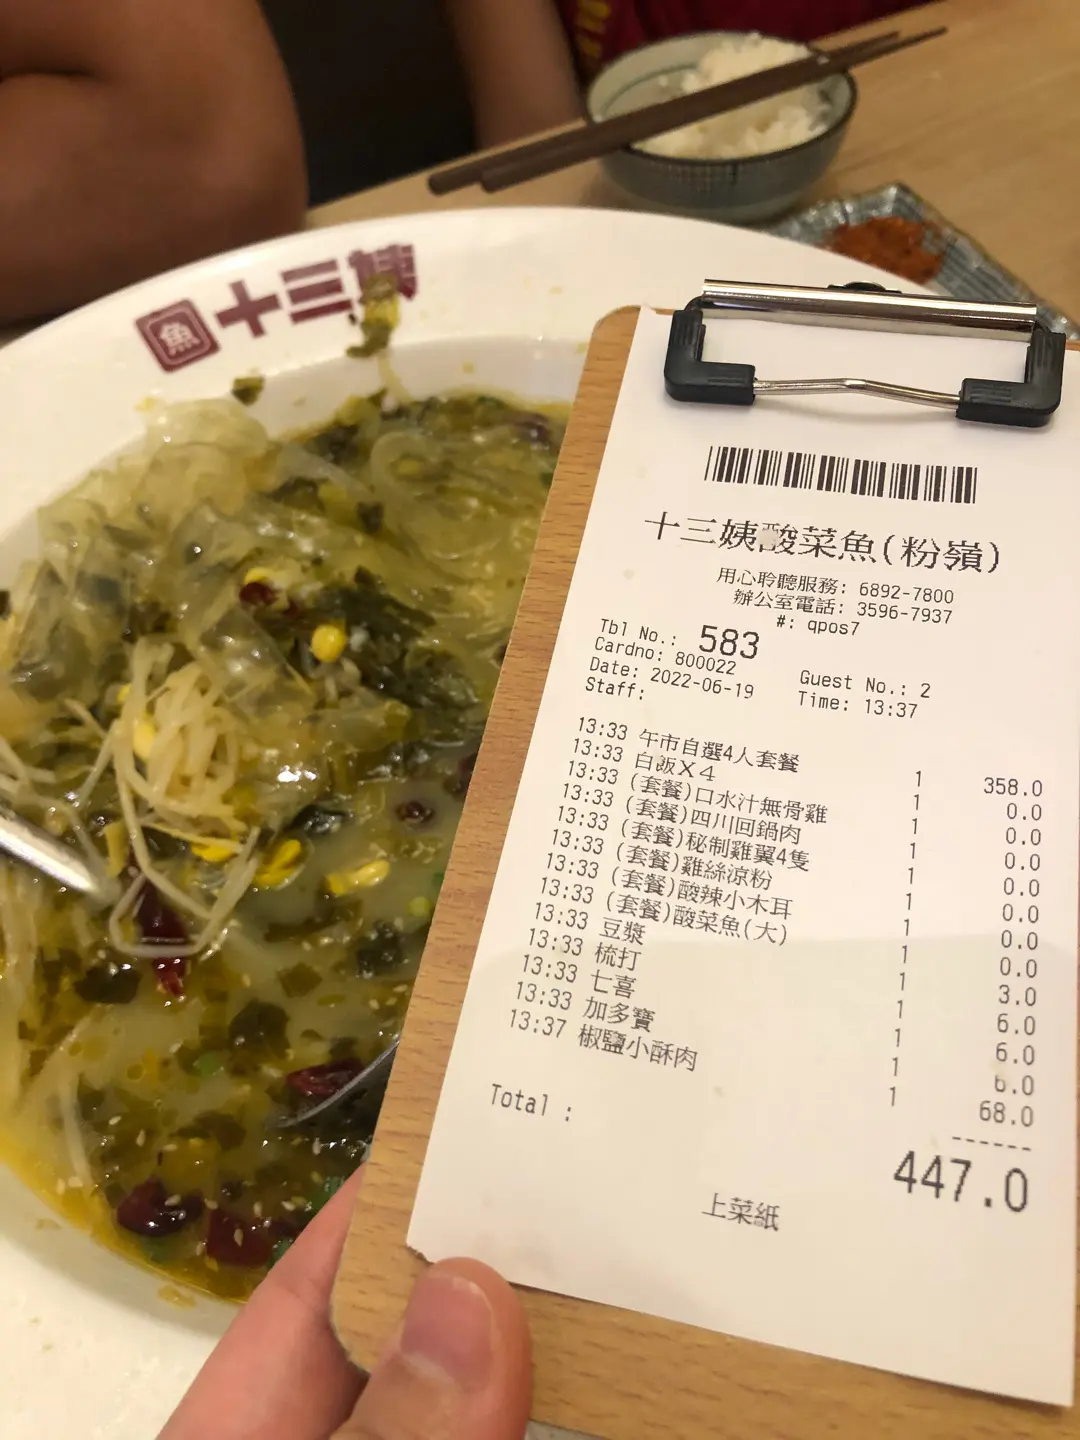 魚 十三姨
十三姨酸菜魚(粉嶺)
用心聆聽服務: 6892-7800
辦公室電話: 3596-7937
#: qpos7
Tbl No.: 583
Cardno: 800022 Guest No.: 2
Date: 2022-06-19 Time: 13:37
Staff:
13:33 午市自選4人套餐 1 358.0
13:33 白飯X4 1 0.0
13:33 (套餐)口水汁無骨雞 1 0.0
13:33 (套餐)四川回鍋肉 1 0.0
13:33 (套餐)秘制雞翼4隻 1 0.0
13:33 (套餐)雞絲涼粉 1 0.0
13:33 (套餐)酸辣小木耳 1 0.0
13:33 (套餐)酸菜魚(大) 1 0.0
13:33 豆漿 1 3.0
13:33 梳打 1 6.0
13:33 七喜 1 6.0
13:33 加多寶 1 6.0
13:37 椒鹽小酥肉 1 68.0
------
Total : 447.0
上菜紙